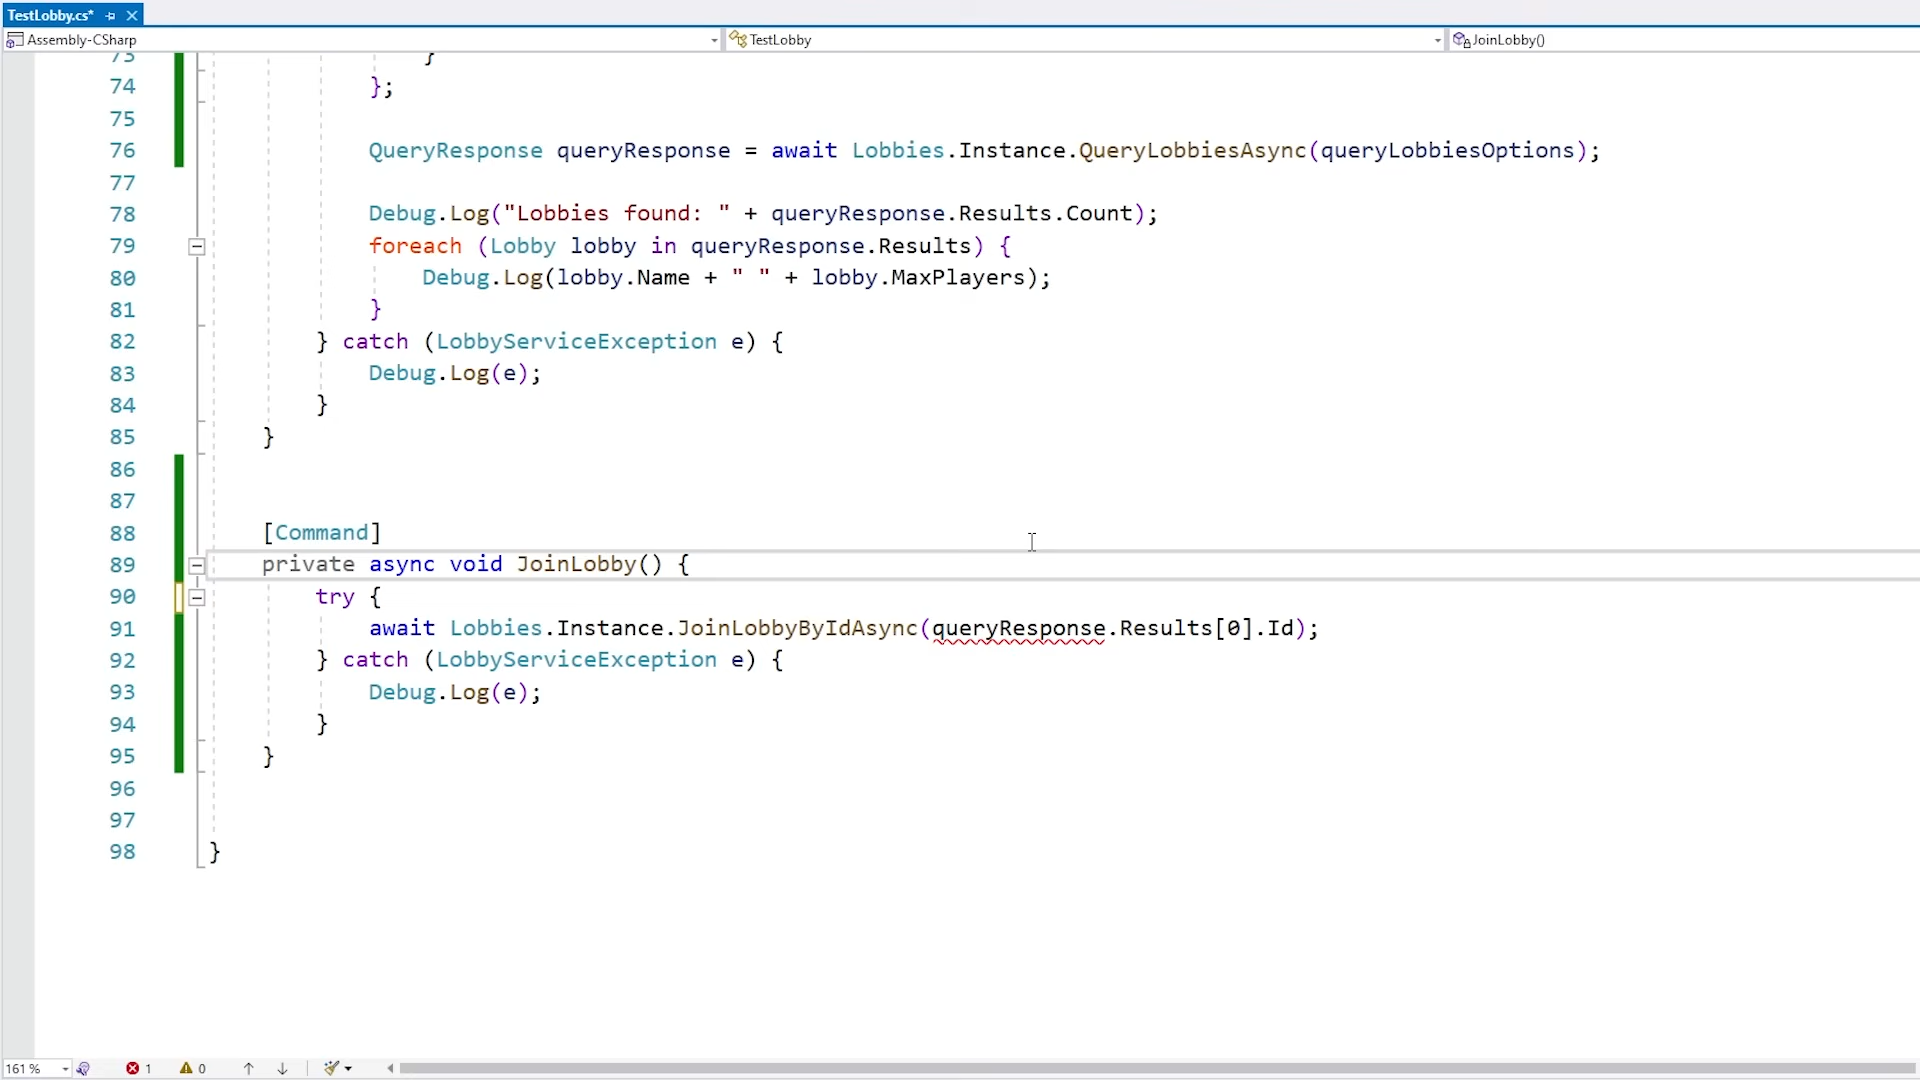 TestLobby.cs*
Assembly-CSharp TestLobby JoinLobby()
73 }
74 };
75
76 QueryResponse queryResponse = await Lobbies.Instance.QueryLobbiesAsync(queryLobbiesOptions);
77
78 Debug.Log("Lobbies found: " + queryResponse.Results.Count);
79 foreach (Lobby lobby in queryResponse.Results) {
80 Debug.Log(lobby.Name + " " + lobby.MaxPlayers);
81 }
82 } catch (LobbyServiceException e) {
83 Debug.Log(e);
84 }
85 }
86
87
88 [Command]
89 private async void JoinLobby() {
90 try {
91 await Lobbies.Instance.JoinLobbyByIdAsync(queryResponse.Results[0].Id);
92 } catch (LobbyServiceException e) {
93 Debug.Log(e);
94 }
95 }
96
97
98 }
161 % 1 0